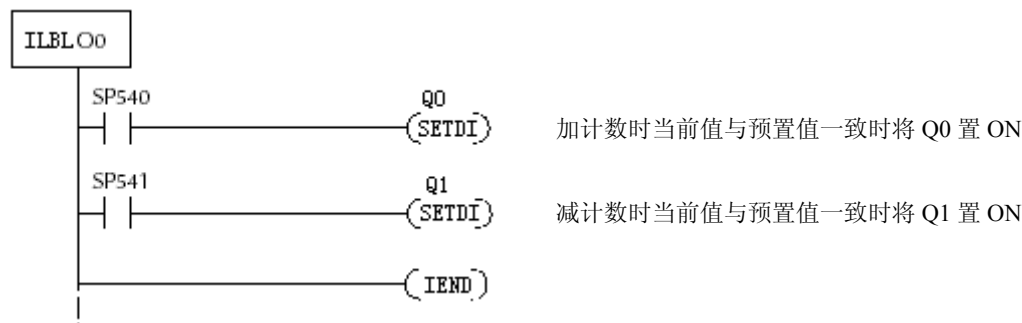 ILBL O0
SP540
Q0
(SETDI)
加计数时当前值与预置值一致时将 Q0 置 ON
SP541
Q1
(SETDI)
减计数时当前值与预置值一致时将 Q1 置 ON
(IEND)